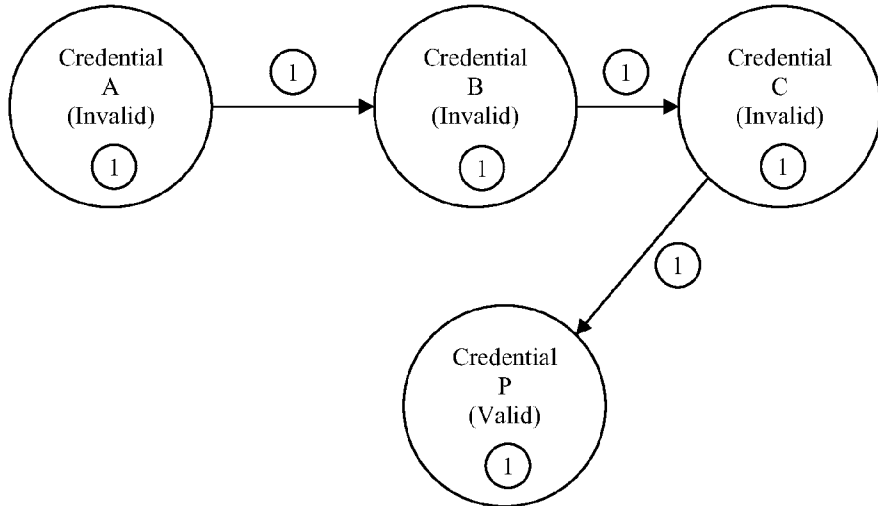 Credential
A
(Invalid)
1
1
Credential
B
(Invalid)
1
1
Credential
C
(Invalid)
1
1
Credential
P
(Valid)
1